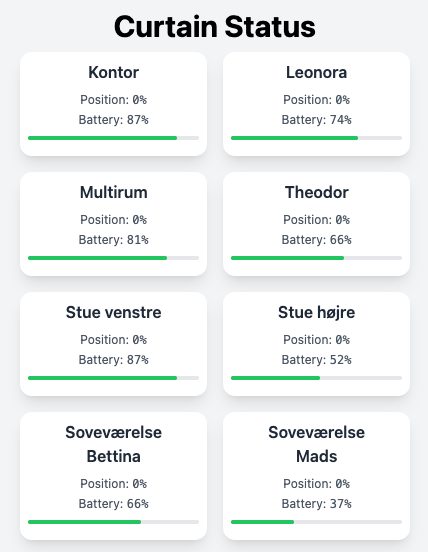 Curtain Status
Kontor
Position: 0%
Battery: 87%
Leonora
Position: 0%
Battery: 74%
Multirum
Position: 0%
Battery: 81%
Theodor
Position: 0%
Battery: 66%
Stue venstre
Position: 0%
Battery: 87%
Stue højre
Position: 0%
Battery: 52%
Soveværelse
Bettina
Position: 0%
Battery: 66%
Soveværelse
Mads
Position: 0%
Battery: 37%